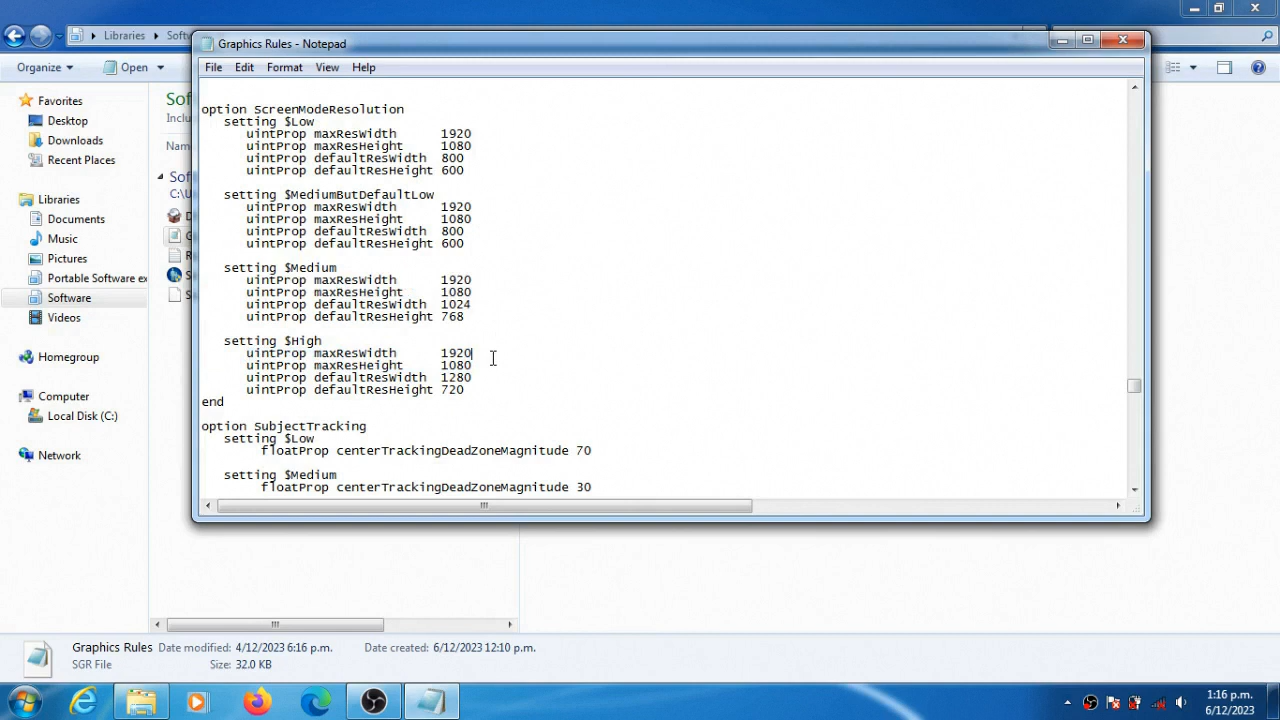 Libraries
Softw
Graphics Rules - Notepad
Organize
Open
File Edit Format View Help
Favorites
Desktop
Downloads
Recent Places
Libraries
Documents
Music
Pictures
Portable Software ex
Software
Videos
Homegroup
Computer
Local Disk (C:)
Network
Sof
Inclu
Nam
Sof
C:\U
D
G
R
S
S
option ScreenModeResolution
setting $Low
uintProp maxResWidth 1920
uintProp maxResHeight 1080
uintProp defaultResWidth 800
uintProp defaultResHeight 600
setting $MediumButDefaultLow
uintProp maxResWidth 1920
uintProp maxResHeight 1080
uintProp defaultResWidth 800
uintProp defaultResHeight 600
setting $Medium
uintProp maxResWidth 1920
uintProp maxResHeight 1080
uintProp defaultResWidth 1024
uintProp defaultResHeight 768
setting $High
uintProp maxResWidth 1920
uintProp maxResHeight 1080
uintProp defaultResWidth 1280
uintProp defaultResHeight 720
end
option SubjectTracking
setting $Low
floatProp centerTrackingDeadZoneMagnitude 70
setting $Medium
floatProp centerTrackingDeadZoneMagnitude 30
Graphics Rules Date modified: 4/12/2023 6:16 p.m. Date created: 6/12/2023 12:10 p.m.
SGR File Size: 32.0 KB
1:16 p.m.
6/12/2023